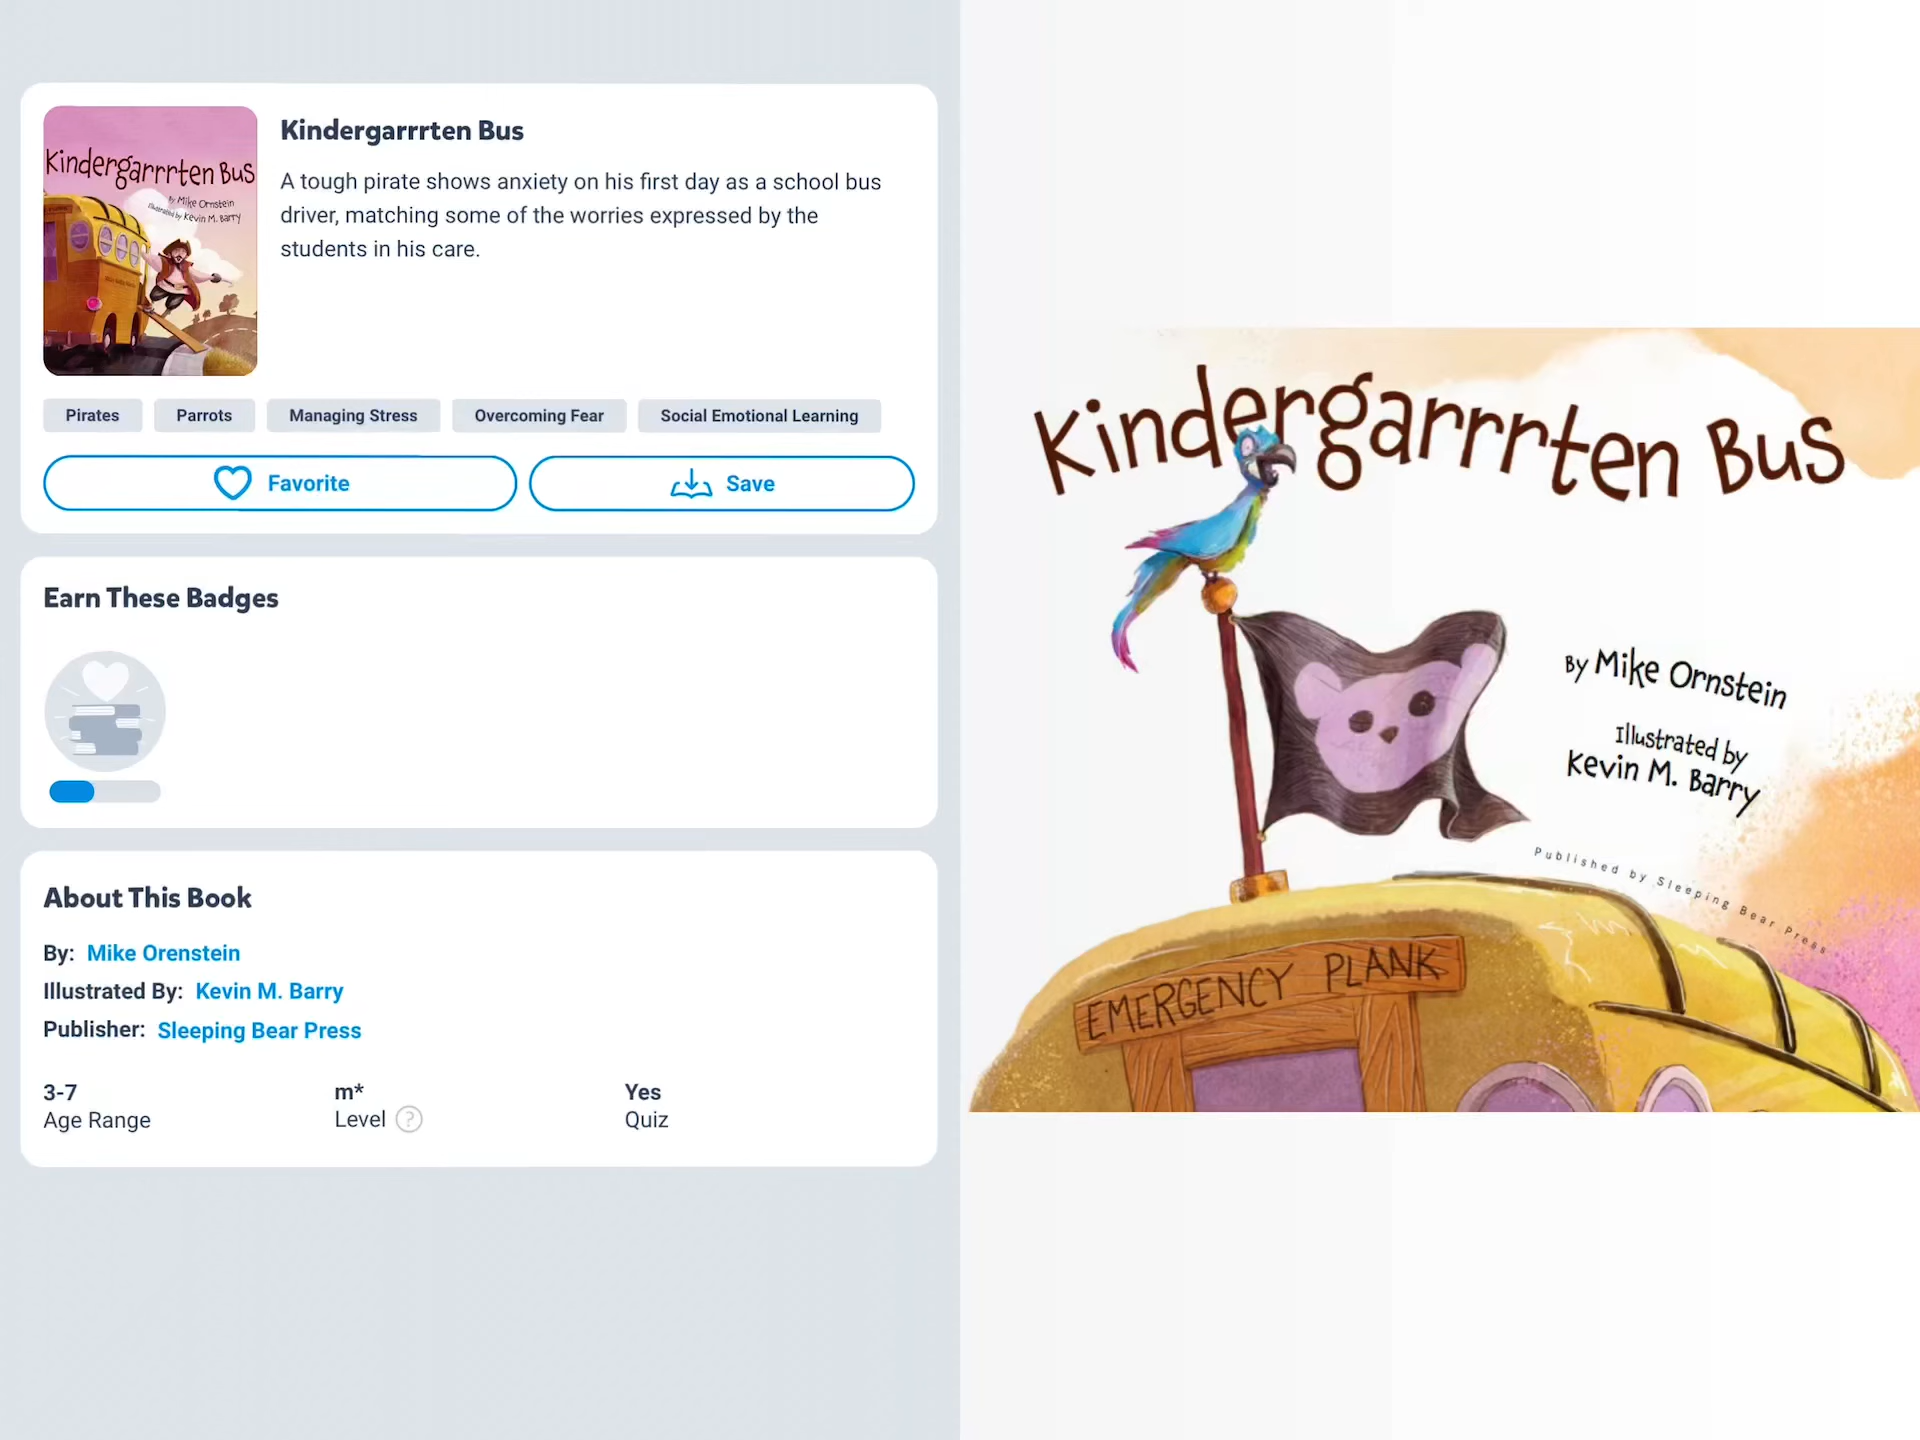 Kindergarrrten Bus
By Mike Ornstein
Illustrated by Kevin M. Barry
Kindergarrrten Bus
A tough pirate shows anxiety on his first day as a school bus
driver, matching some of the worries expressed by the
students in his care.
Pirates
Parrots
Managing Stress
Overcoming Fear
Social Emotional Learning
Favorite
Save
Earn These Badges
About This Book
By: Mike Orenstein
Illustrated By: Kevin M. Barry
Publisher: Sleeping Bear Press
3-7
Age Range
m*
Level ?
Yes
Quiz
Kindergarrrten Bus
By Mike Ornstein
Illustrated by
Kevin M. Barry
Published by Sleeping Bear Press
EMERGENCY PLANK